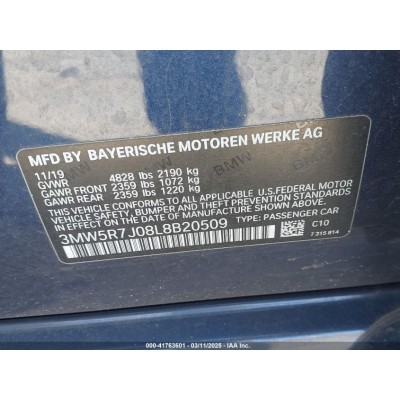 MFD BY BAYERISCHE MOTOREN WERKE AG
11/19
GVWR 4828 lbs 2190 kg
GAWR FRONT 2359 lbs 1072 kg
GAWR REAR 2359 lbs 1220 kg
THIS VEHICLE CONFORMS TO ALL APPLICABLE U.S.FEDERAL MOTOR
VEHICLE SAFETY, BUMPER, AND THEFT PREVENTION STANDARDS IN
EFFECT ON THE DATE OF MANUFACTURE SHOWN ABOVE.
3MW5R7J08L8B20509 TYPE: PASSENGER CAR
C10
7 315 814
000-41763601 - 03/11/2025 - IAA Inc.